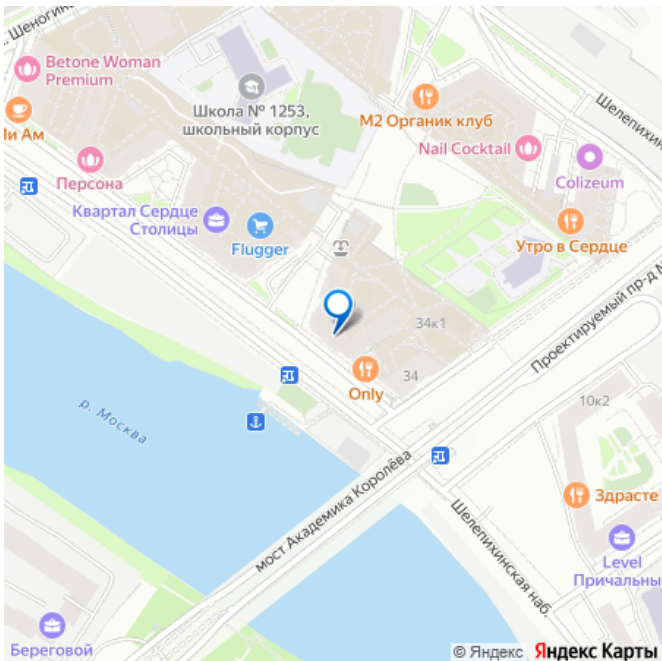 . Шеногина
Betone Woman
Premium
Школа № 1253,
школьный корпус
М2 Органик клуб
Шелепихин
Ми Ам
Nail Cocktail
Colizeum
Персона
Квартал Сердце
Столицы
Flugger
Утро в Сердце
34к1
Проектируемый пр-д №
34
Only
10к2
р. Москва
мост Академика Королёва
Здрасте
Шелепихинская наб.
Level
Причальны
Береговой
© Яндекс Яндекс Карты